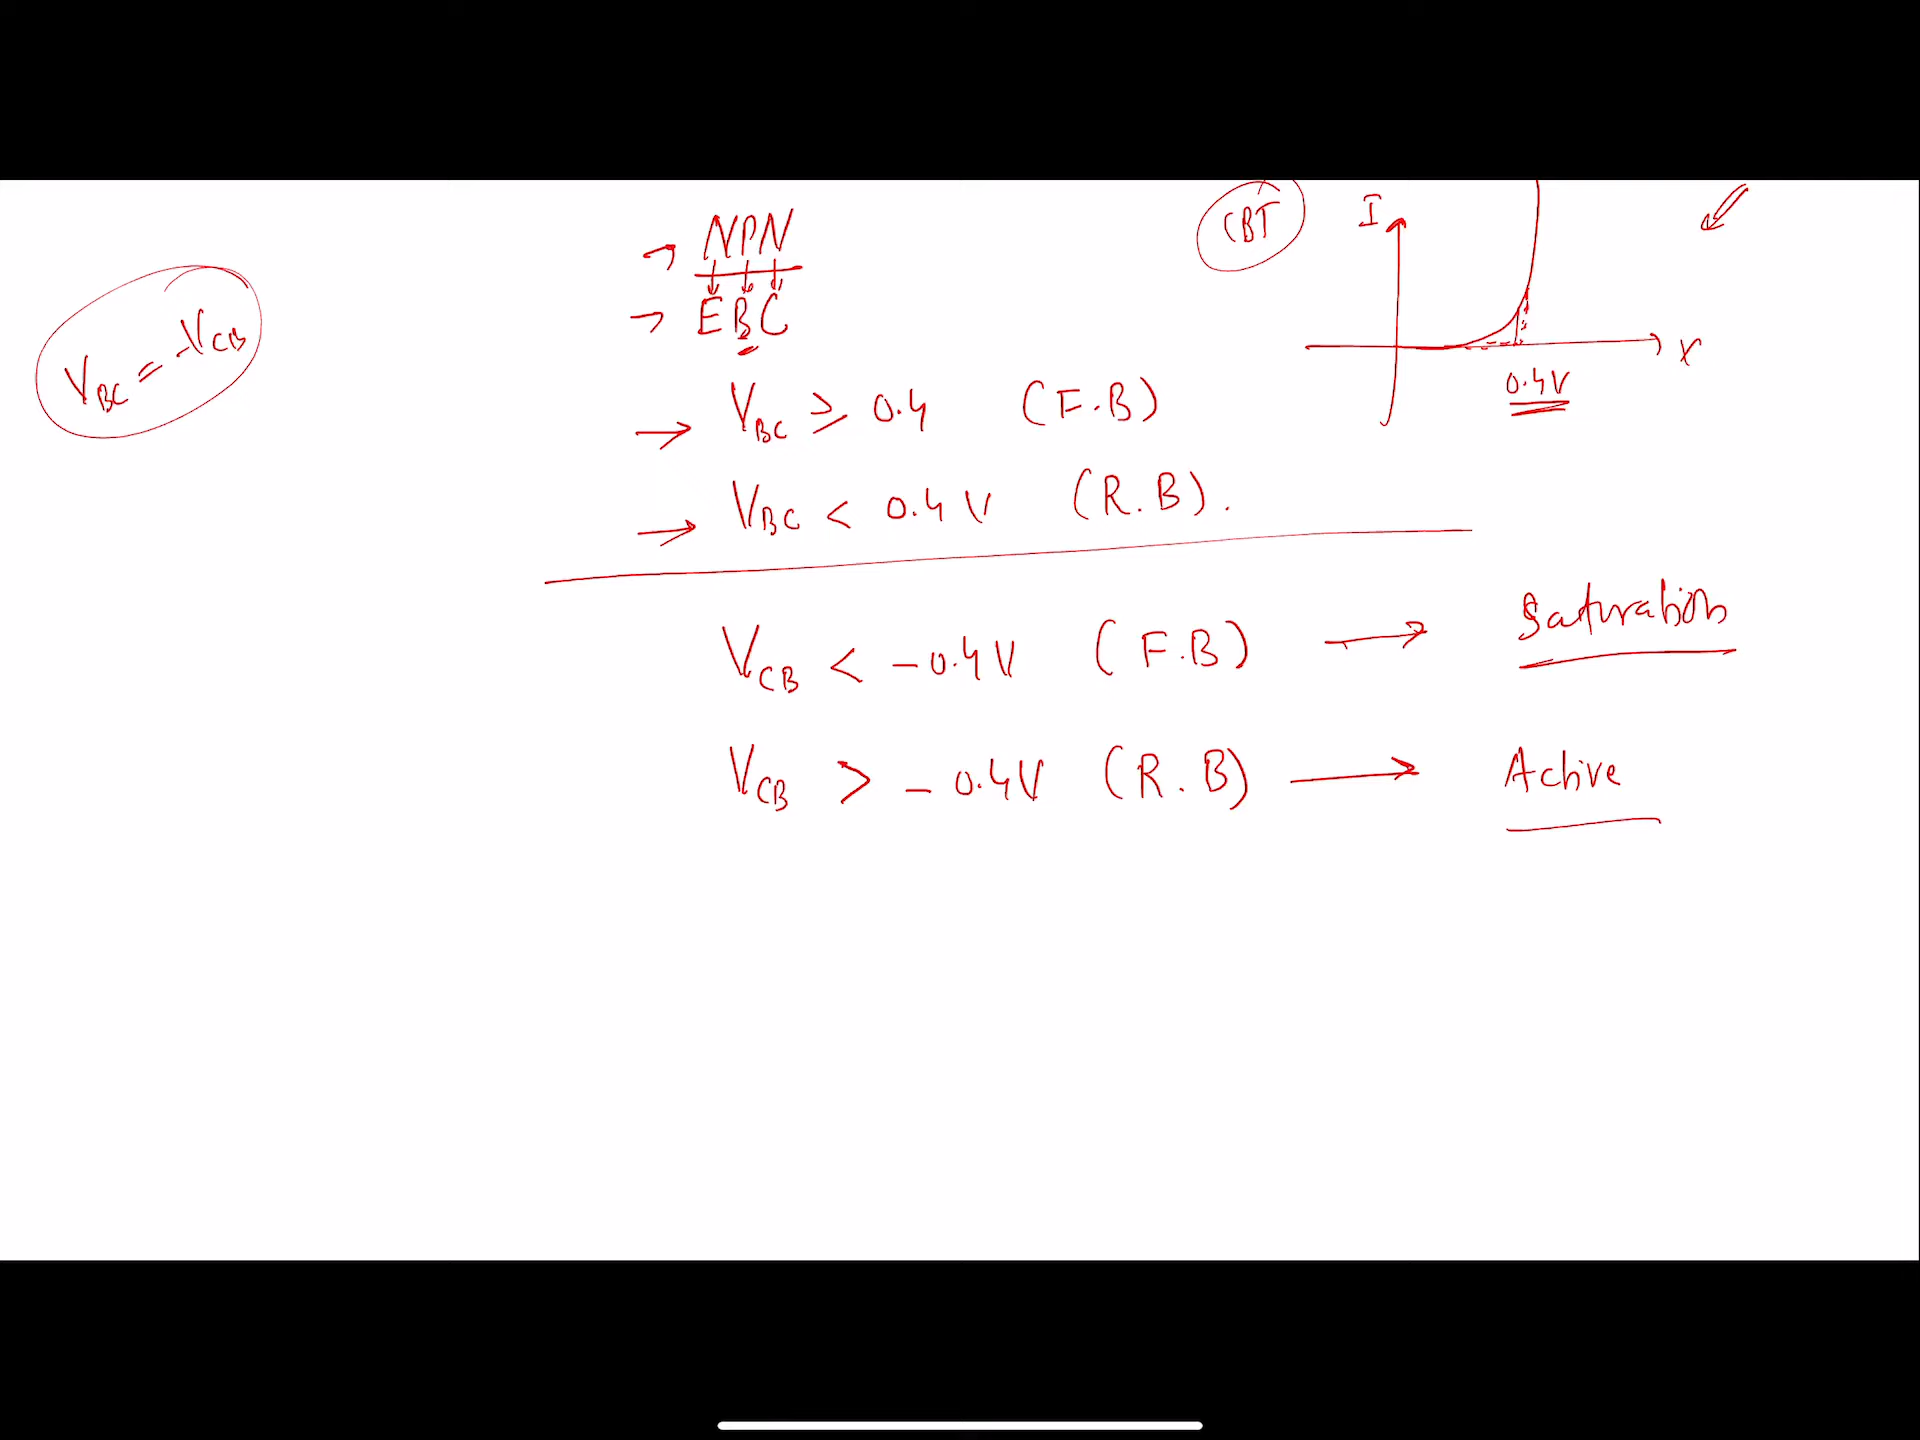 NPN
EBC
V_BC = -V_CB
V_BC ≥ 0.4 (F.B)
V_BC < 0.4 V (R.B).
V_CB < -0.4V (F.B) → Saturation
V_CB > -0.4V (R.B) → Active
I
0.4V